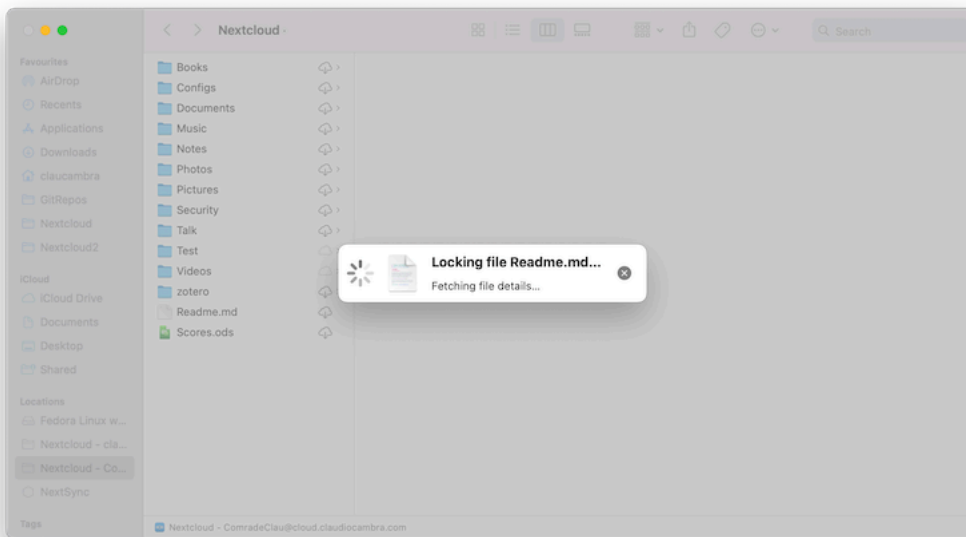 Nextcloud
Search
Favourites
AirDrop
Recents
Applications
Downloads
claucambra
GitRepos
Nextcloud
Nextcloud2
iCloud
iCloud Drive
Documents
Desktop
Shared
Locations
Fedora Linux w...
Nextcloud - cla...
Nextcloud - Co...
NextSync
Tags
Books
Configs
Documents
Music
Notes
Photos
Pictures
Security
Talk
Test
Videos
zotero
Readme.md
Scores.ods
Locking file Readme.md...
Fetching file details...
Nextcloud - ComradeClau@cloud.claudiocambra.com